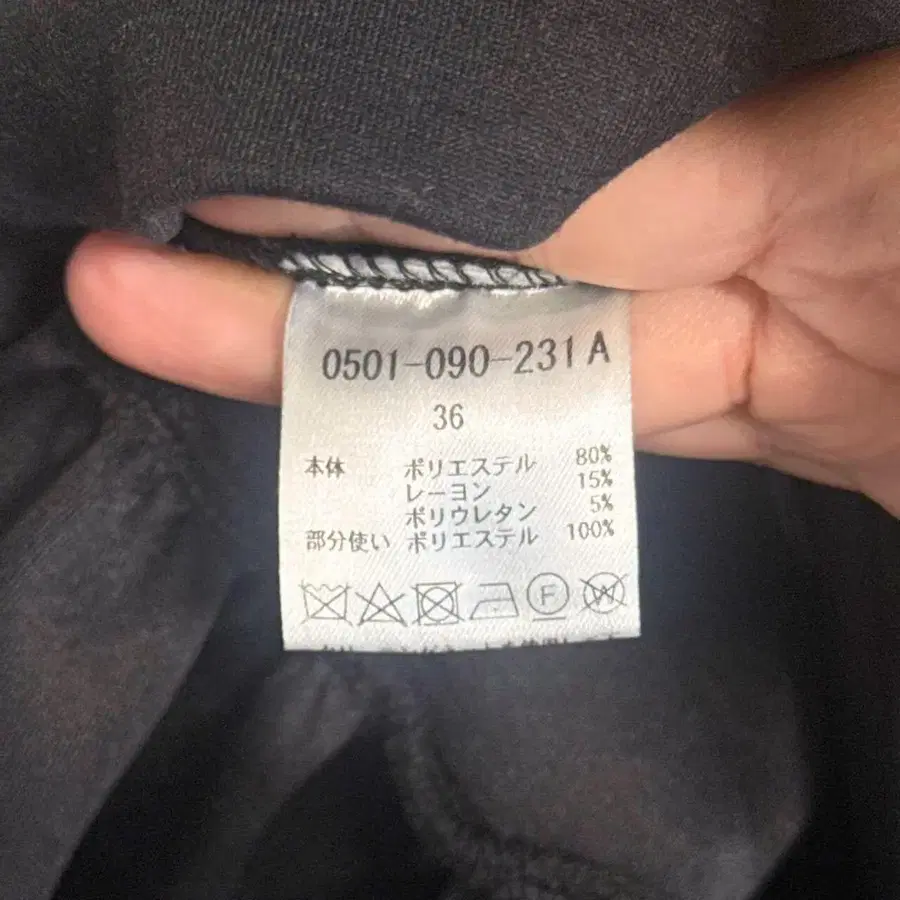 0501-090-231 A
36
本体 ポリエステル 80%
レーヨン 15%
ポリウレタン 5%
部分使い ポリエステル 100%
F W